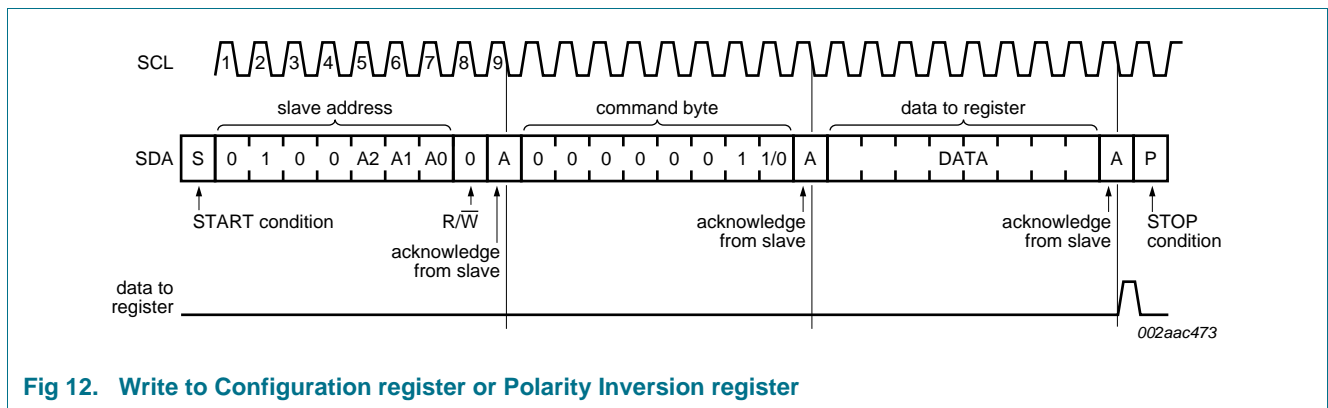 SCL 1 2 3 4 5 6 7 8 9
slave address command byte data to register
SDA S 0 1 0 0 A2 A1 A0 0 A 0 0 0 0 0 0 1 1/0 A DATA A P
START condition R/W̅ acknowledge from slave acknowledge from slave acknowledge from slave STOP condition
data to register
002aac473
Fig 12. Write to Configuration register or Polarity Inversion register